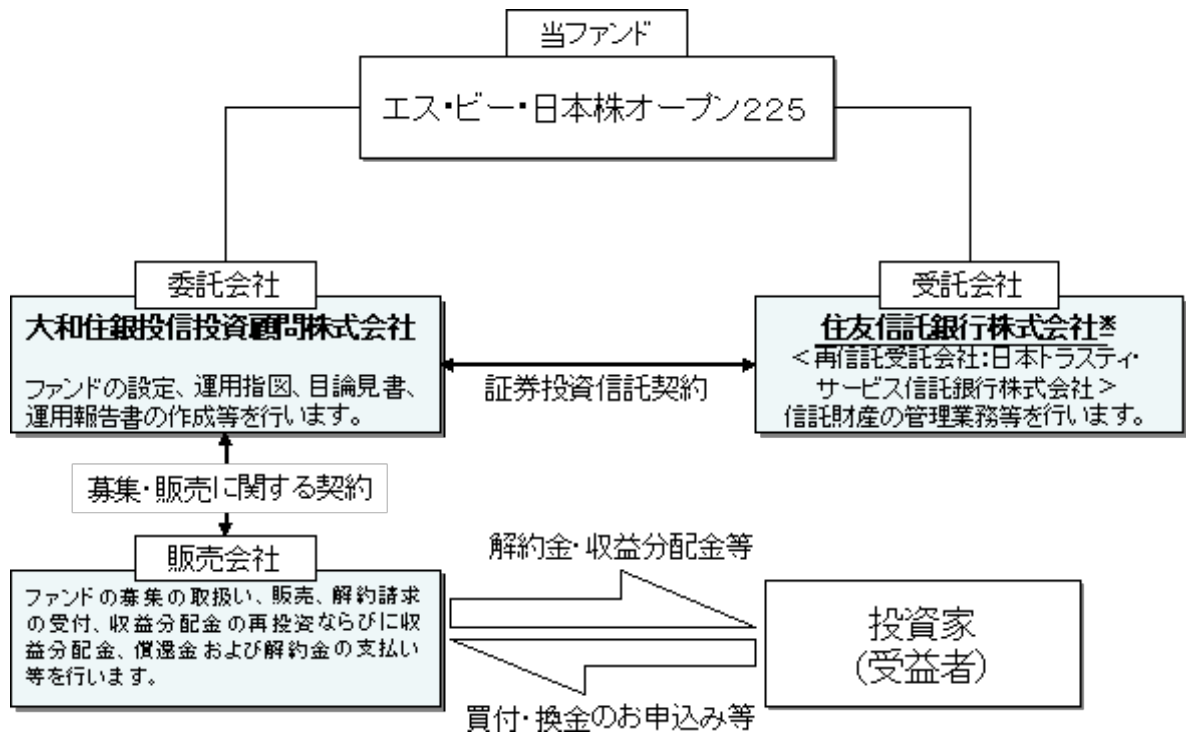 当ファンド
エス・ビー・日本株オープン225
委託会社
大和住銀投信投資顧問株式会社
ファンドの設定、運用指図、目論見書、
運用報告書の作成等を行います。
受託会社
住友信託銀行株式会社※
＜再信託受託会社：日本トラスティ・
サービス信託銀行株式会社＞
信託財産の管理業務等を行います。
証券投資信託契約
募集・販売に関する契約
販売会社
ファンドの募集の取扱い、販売、解約請求
の受付、収益分配金の再投資ならびに収
益分配金、償還金および解約金の支払い
等を行います。
解約金・収益分配金等
投資家
(受益者)
買付・換金のお申込み等